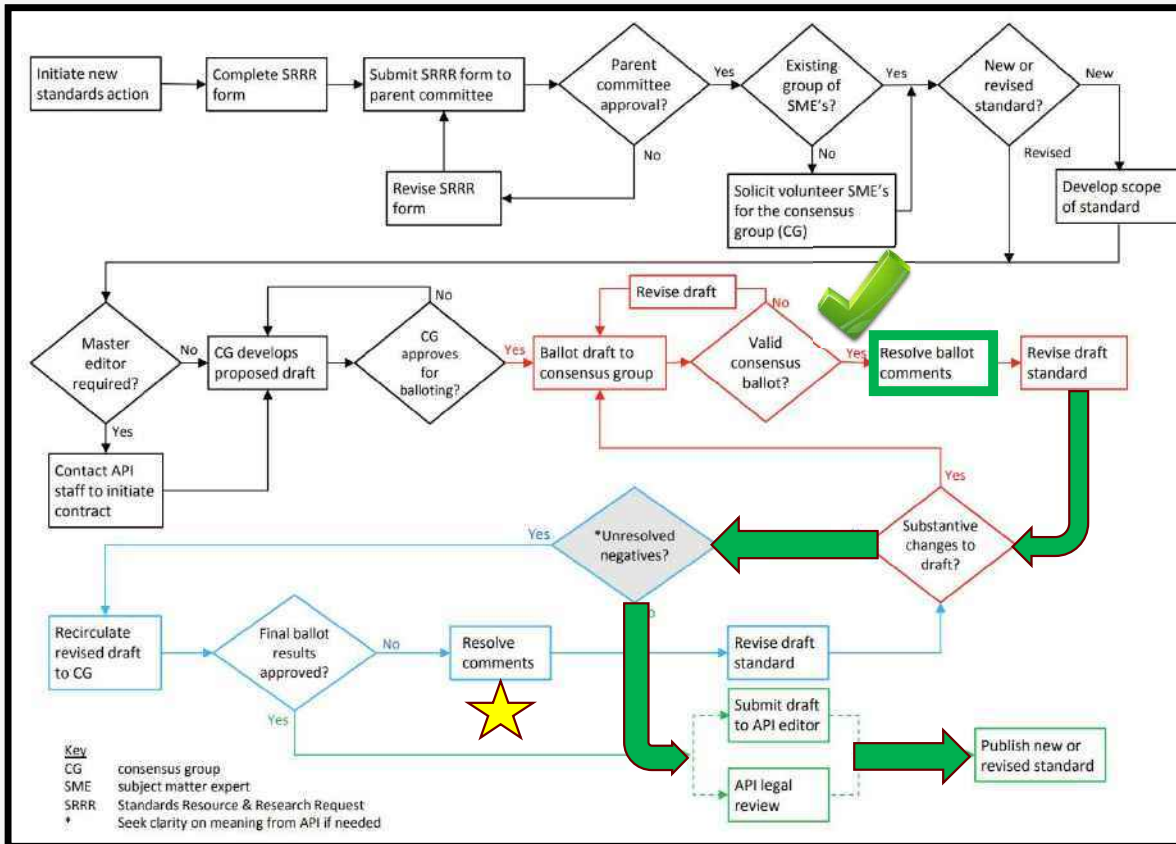 Initiate new
standards action
Complete SRRR
form
Submit SRRR form to
parent committee
Parent
committee
approval?
Yes
Existing
group of
SME's?
Yes
New or
revised
standard?
New
No
No
Revised
Revise SRRR
form
Solicit volunteer SME's
for the consensus
group (CG)
Develop scope
of standard
Master
editor
required?
No
CG develops
proposed draft
No
CG
approves
for
balloting?
Yes
Revise draft
No
Ballot draft to
consensus group
Valid
consensus
ballot?
Yes
Resolve ballot
comments
Revise draft
standard
Yes
Contact API
staff to initiate
contract
Yes
Yes
*Unresolved
negatives?
Substantive
changes to
draft?
Recirculate
revised draft
to CG
Final ballot
results
approved?
No
Resolve
comments
Revise draft
standard
Yes
Submit draft
to API editor
API legal
review
Publish new or
revised standard
Key
CG consensus group
SME subject matter expert
SRRR Standards Resource & Research Request
* Seek clarity on meaning from API if needed